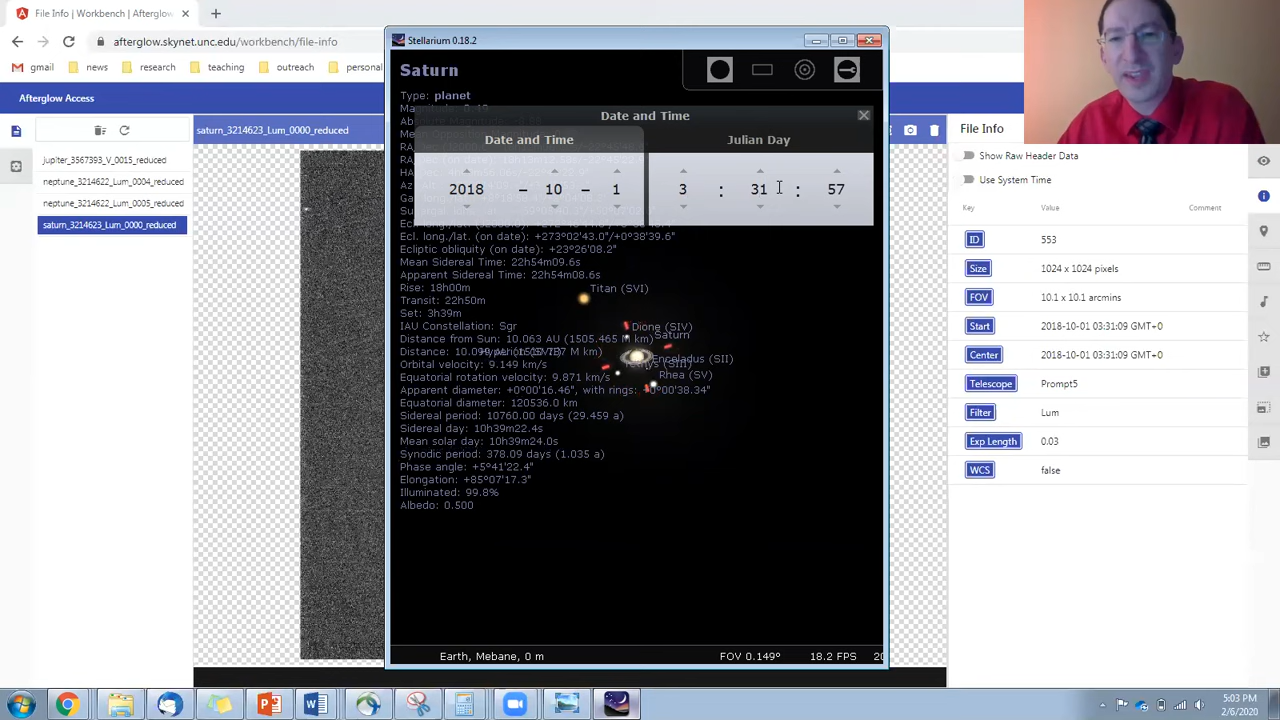 File Info | Afterglow Access
afterglow.skynet.unc.edu/workbench/file-info
gmail
news
research
outreach
personal
Afterglow Access
jupiter_3567393_V_0015_reduced
neptune_3214622_Lum_0004_reduced
neptune_3214622_Lum_0005_reduced
saturn_3214623_Lum_0000_reduced
saturn_3214623_Lum_0000_reduced
Stellarium 0.18.2
Saturn
Type: planet
Date and Time
Date and Time
Julian Day
2018 - 10 - 1
3 : 31 : 57
Ecl. long./lat. (on date): +273°02'43.0"/+0°38'39.6"
Ecliptic obliquity (on date): +23°26'08.2"
Mean Sidereal Time: 22h54m09.6s
Apparent Sidereal Time: 22h54m08.6s
Rise: 18h00m
Transit: 22h50m
Set: 3h39m
IAU Constellation: Sgr
Distance from Sun: 10.063 AU (1505.465 M km)
Orbital velocity: 9.149 km/s
Equatorial rotation velocity: 9.871 km/s
Apparent diameter: +0°00'16.46", with rings: +0°00'38.34"
Equatorial diameter: 120536.0 km
Sidereal period: 10760.00 days (29.459 a)
Sidereal day: 10h39m22.4s
Mean solar day: 10h39m24.0s
Synodic period: 378.09 days (1.035 a)
Phase angle: +5°41'22.4"
Elongation: +85°07'17.3"
Illuminated: 99.8%
Albedo: 0.500
Titan (SVI)
Dione (SIV)
Saturn
Enceladus (SII)
Rhea (SV)
Earth, Mebane, 0 m
FOV 0.149°
18.2 FPS
20
File Info
Show Raw Header Data
Use System Time
Key Value Comment
ID 553
Size 1024 x 1024 pixels
FOV 10.1 x 10.1 arcmins
Start 2018-10-01 03:31:09 GMT+0
Center 2018-10-01 03:31:09 GMT+0
Telescope Prompt5
Filter Lum
Exp Length 0.03
WCS false
5:03 PM
2/6/2020